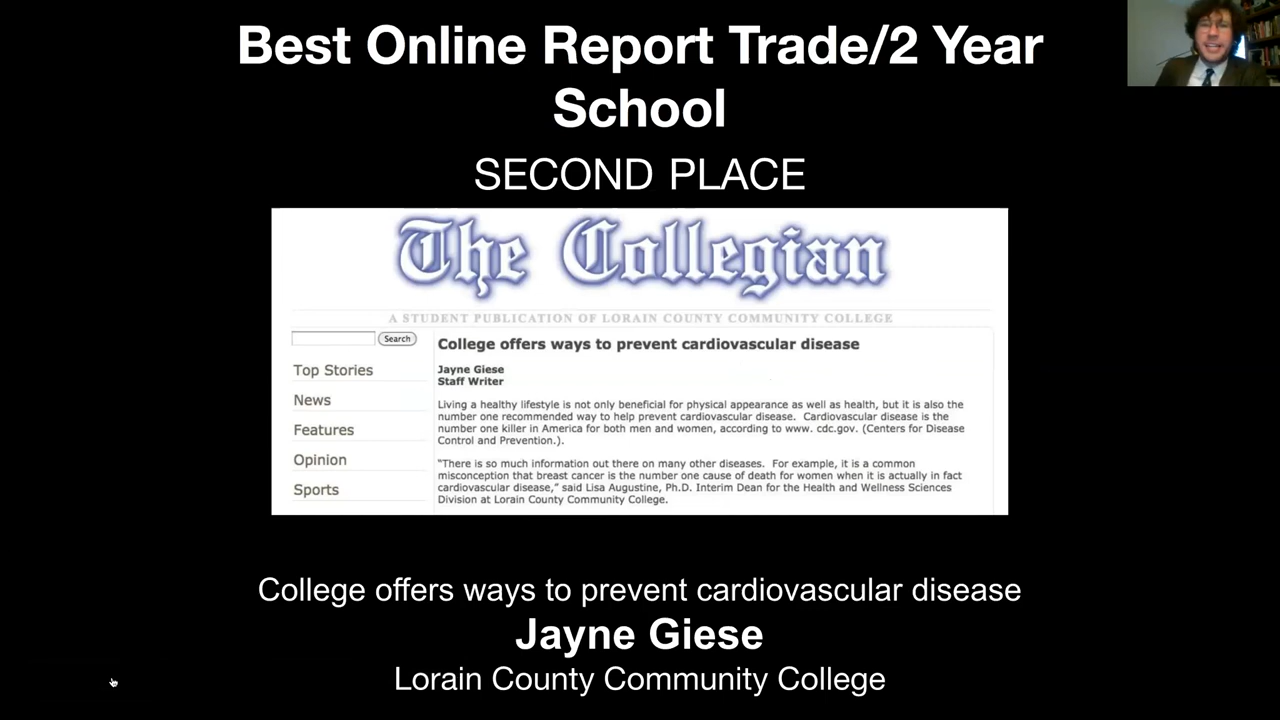 Best Online Report Trade/2 Year
School
SECOND PLACE
The Collegian
A STUDENT PUBLICATION OF LORAIN COUNTY COMMUNITY COLLEGE
Search
Top Stories
News
Features
Opinion
Sports
College offers ways to prevent cardiovascular disease
Jayne Giese
Staff Writer
Living a healthy lifestyle is not only beneficial for physical appearance as well as health, but it is also the
number one recommended way to help prevent cardiovascular disease.  Cardiovascular disease is the
number one killer in America for both men and women, according to www. cdc.gov. (Centers for Disease
Control and Prevention.).
“There is so much information out there on many other diseases.  For example, it is a common
misconception that breast cancer is the number one cause of death for women when it is actually in fact
cardiovascular disease,” said Lisa Augustine, Ph.D. Interim Dean for the Health and Wellness Sciences
Division at Lorain County Community College.
College offers ways to prevent cardiovascular disease
Jayne Giese
Lorain County Community College